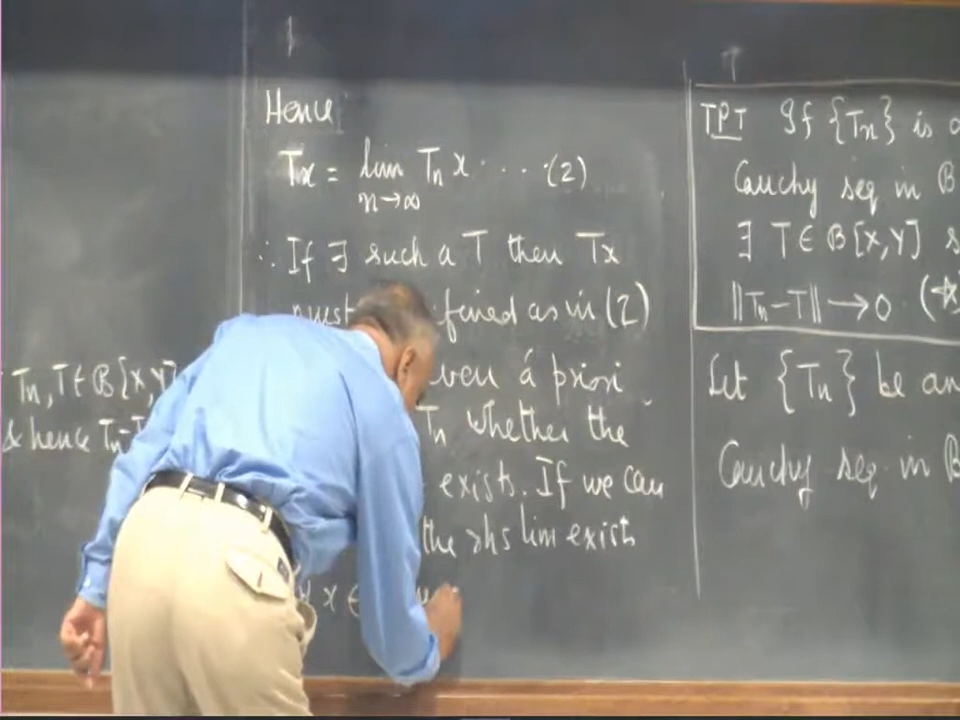 Tn, T ∈ B[X,Y]
& hence Tn-T
Hence
Tx = lim Tn x ... (2)
n→∞
∴ If ∃ such a T then Tx
must fined as in (2)
ven á priori
Tn whether the
exists. If we can
the rhs lim exists
∀ x ∈
TPT If {Tn} is a
Cauchy seq in B
∃ T ∈ B[X,Y] s
||Tn-T|| → 0 (*
Let {Tn} be an
Cauchy seq in B